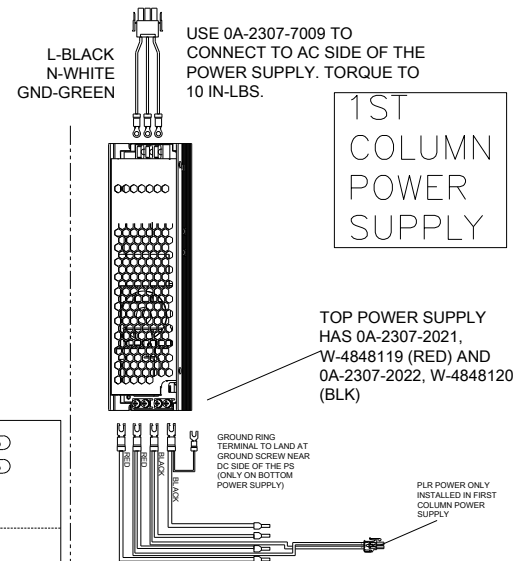 L-BLACK
N-WHITE
GND-GREEN
USE 0A-2307-7009 TO
CONNECT TO AC SIDE OF THE
POWER SUPPLY. TORQUE TO
10 IN-LBS.
1ST
COLUMN
POWER
SUPPLY
TOP POWER SUPPLY
HAS 0A-2307-2021,
W-4848119 (RED) AND
0A-2307-2022, W-4848120
(BLK)
GROUND RING
TERMINAL TO LAND AT
GROUND SCREW NEAR
DC SIDE OF THE PS
(ONLY ON BOTTOM
POWER SUPPLY)
RED
RED
BLACK
BLACK
PLR POWER ONLY
INSTALLED IN FIRST
COLUMN POWER
SUPPLY